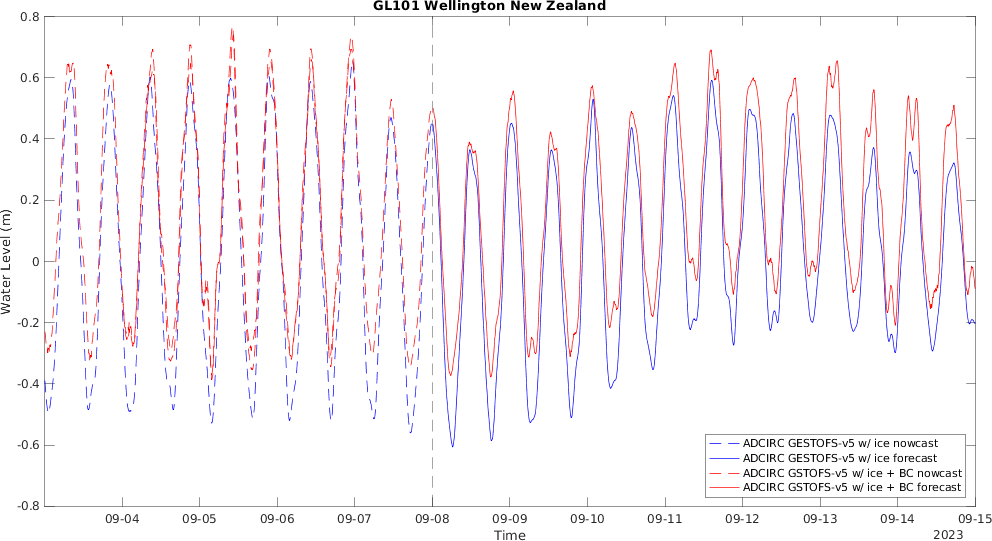 GL101 Wellington New Zealand
0.8
0.6
0.4
0.2
0
-0.2
-0.4
-0.6
-0.8
Water Level (m)
09-04 09-05 09-06 09-07 09-08 09-09 09-10 09-11 09-12 09-13 09-14 09-15
Time
2023
ADCIRC GESTOFS-v5 w/ ice nowcast
ADCIRC GESTOFS-v5 w/ ice forecast
ADCIRC GSTOFS-v5 w/ ice + BC nowcast
ADCIRC GSTOFS-v5 w/ ice + BC forecast